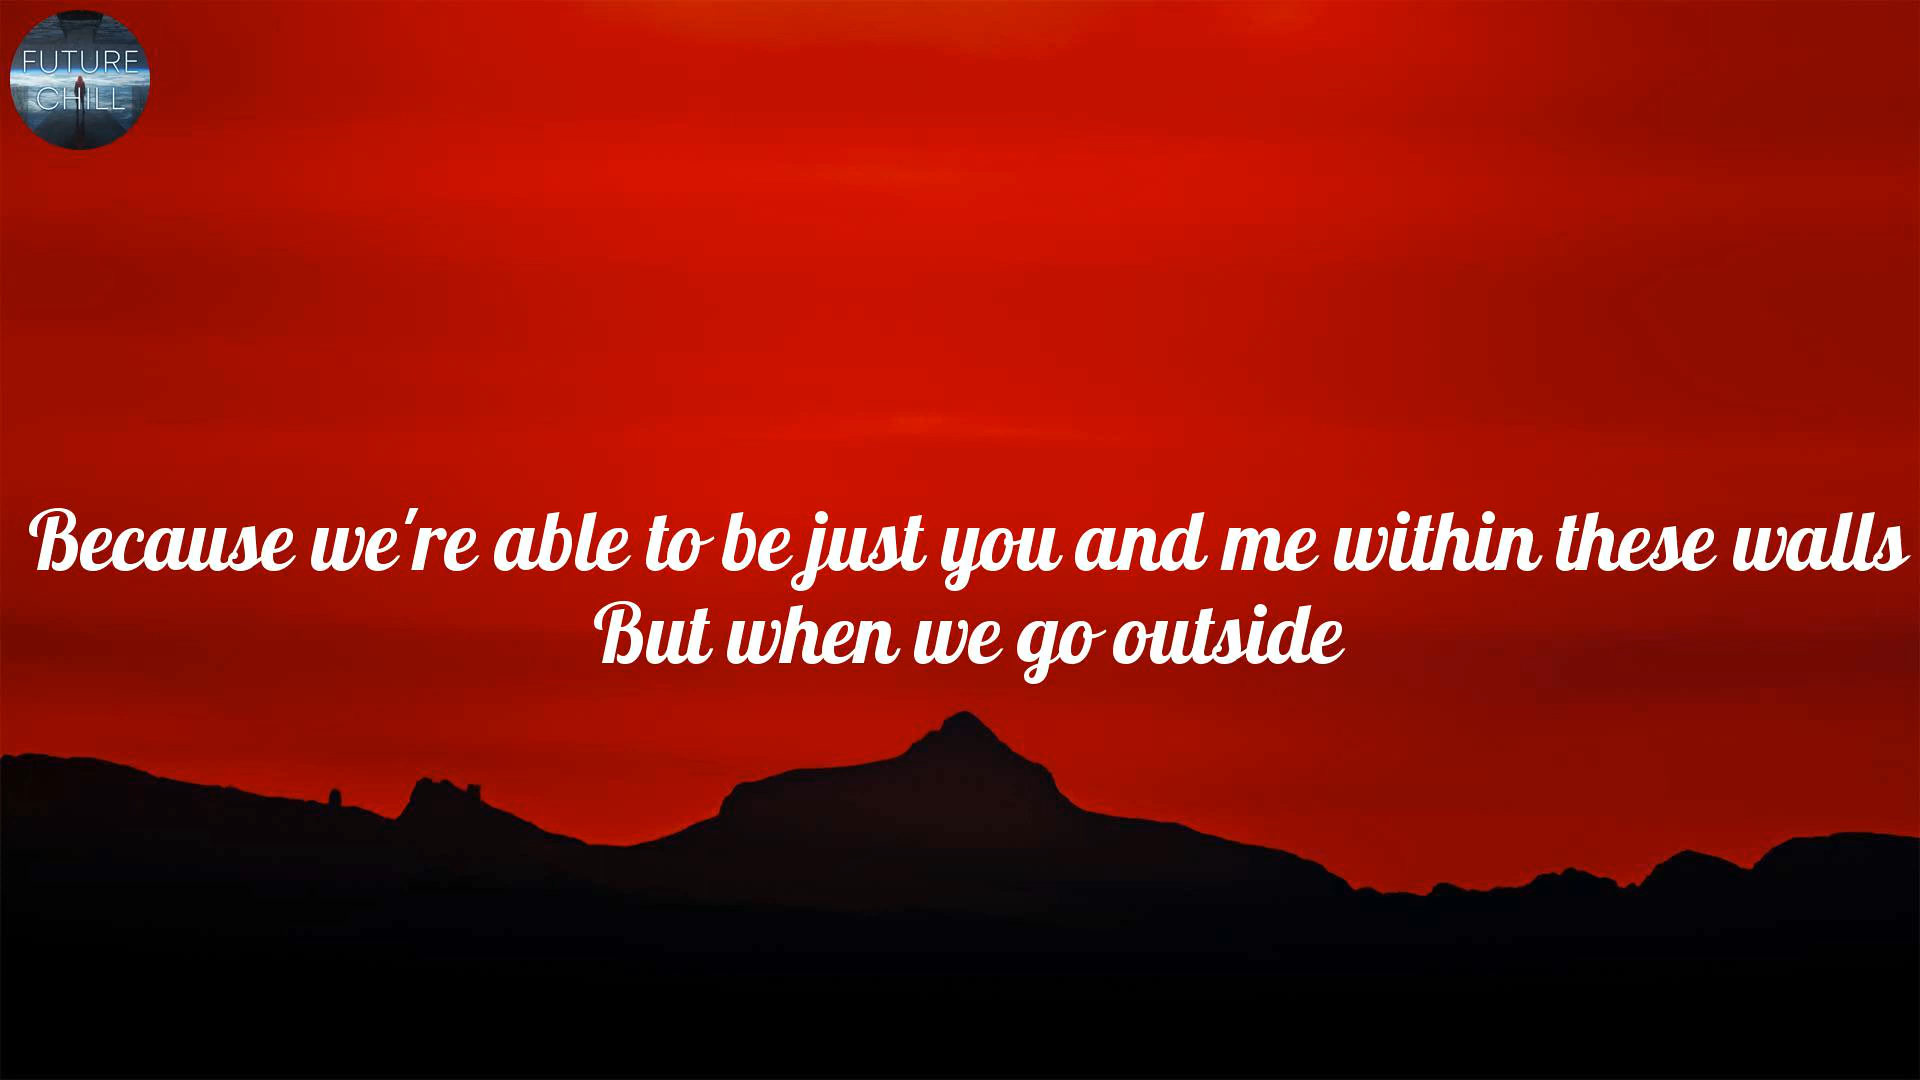 FUTURE
CHILL
Because we're able to be just you and me within these walls
But when we go outside